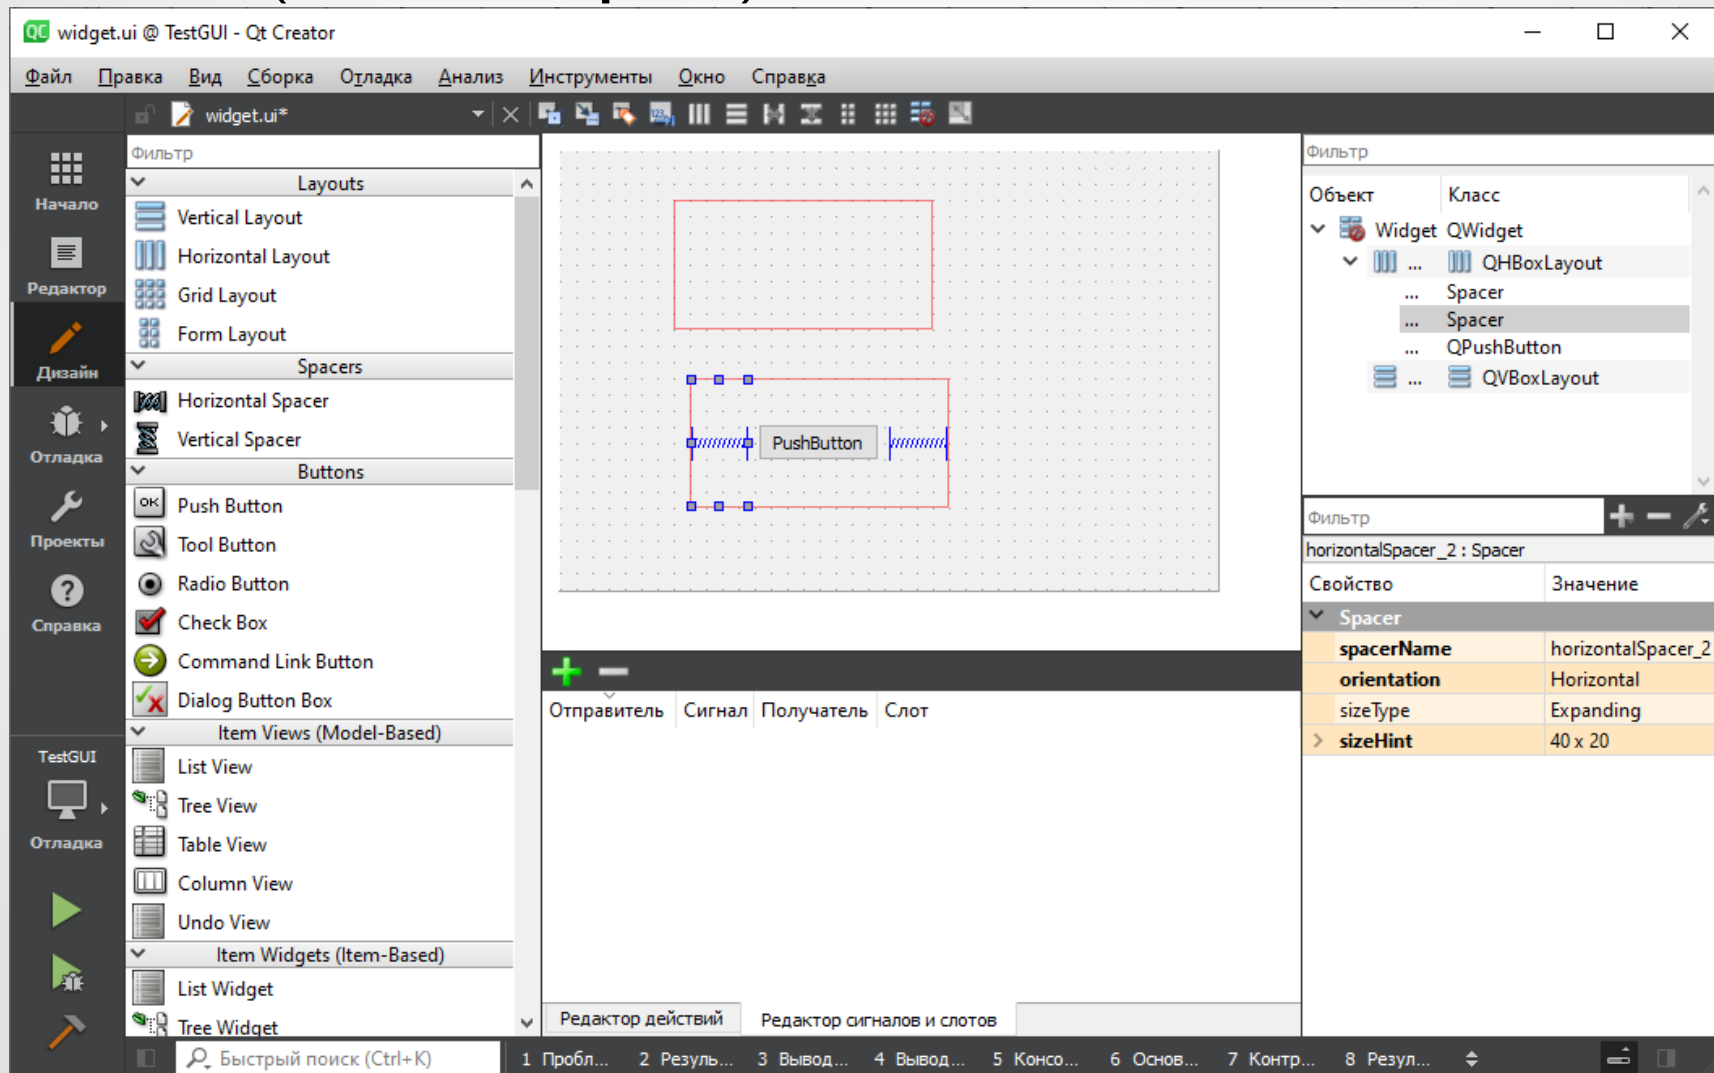 widget.ui @ TestGUI - Qt Creator
Файл Правка Вид Сборка Отладка Анализ Инструменты Окно Справка
widget.ui*
Начало
Редактор
Дизайн
Отладка
Проекты
Справка
TestGUI
Отладка
Фильтр
Layouts
Vertical Layout
Horizontal Layout
Grid Layout
Form Layout
Spacers
Horizontal Spacer
Vertical Spacer
Buttons
OK Push Button
Tool Button
Radio Button
Check Box
Command Link Button
Dialog Button Box
Item Views (Model-Based)
List View
Tree View
Table View
Column View
Undo View
Item Widgets (Item-Based)
List Widget
Tree Widget
PushButton
Отправитель Сигнал Получатель Слот
Редактор действий Редактор сигналов и слотов
Фильтр
Объект Класс
Widget QWidget
... QHBoxLayout
... Spacer
... Spacer
... QPushButton
... QVBoxLayout
Фильтр
horizontalSpacer_2 : Spacer
Свойство Значение
Spacer
spacerName horizontalSpacer_2
orientation Horizontal
sizeType Expanding
sizeHint 40 x 20
Быстрый поиск (Ctrl+K) 1 Пробл... 2 Резуль... 3 Вывод... 4 Вывод... 5 Консо... 6 Основ... 7 Контр... 8 Резул...